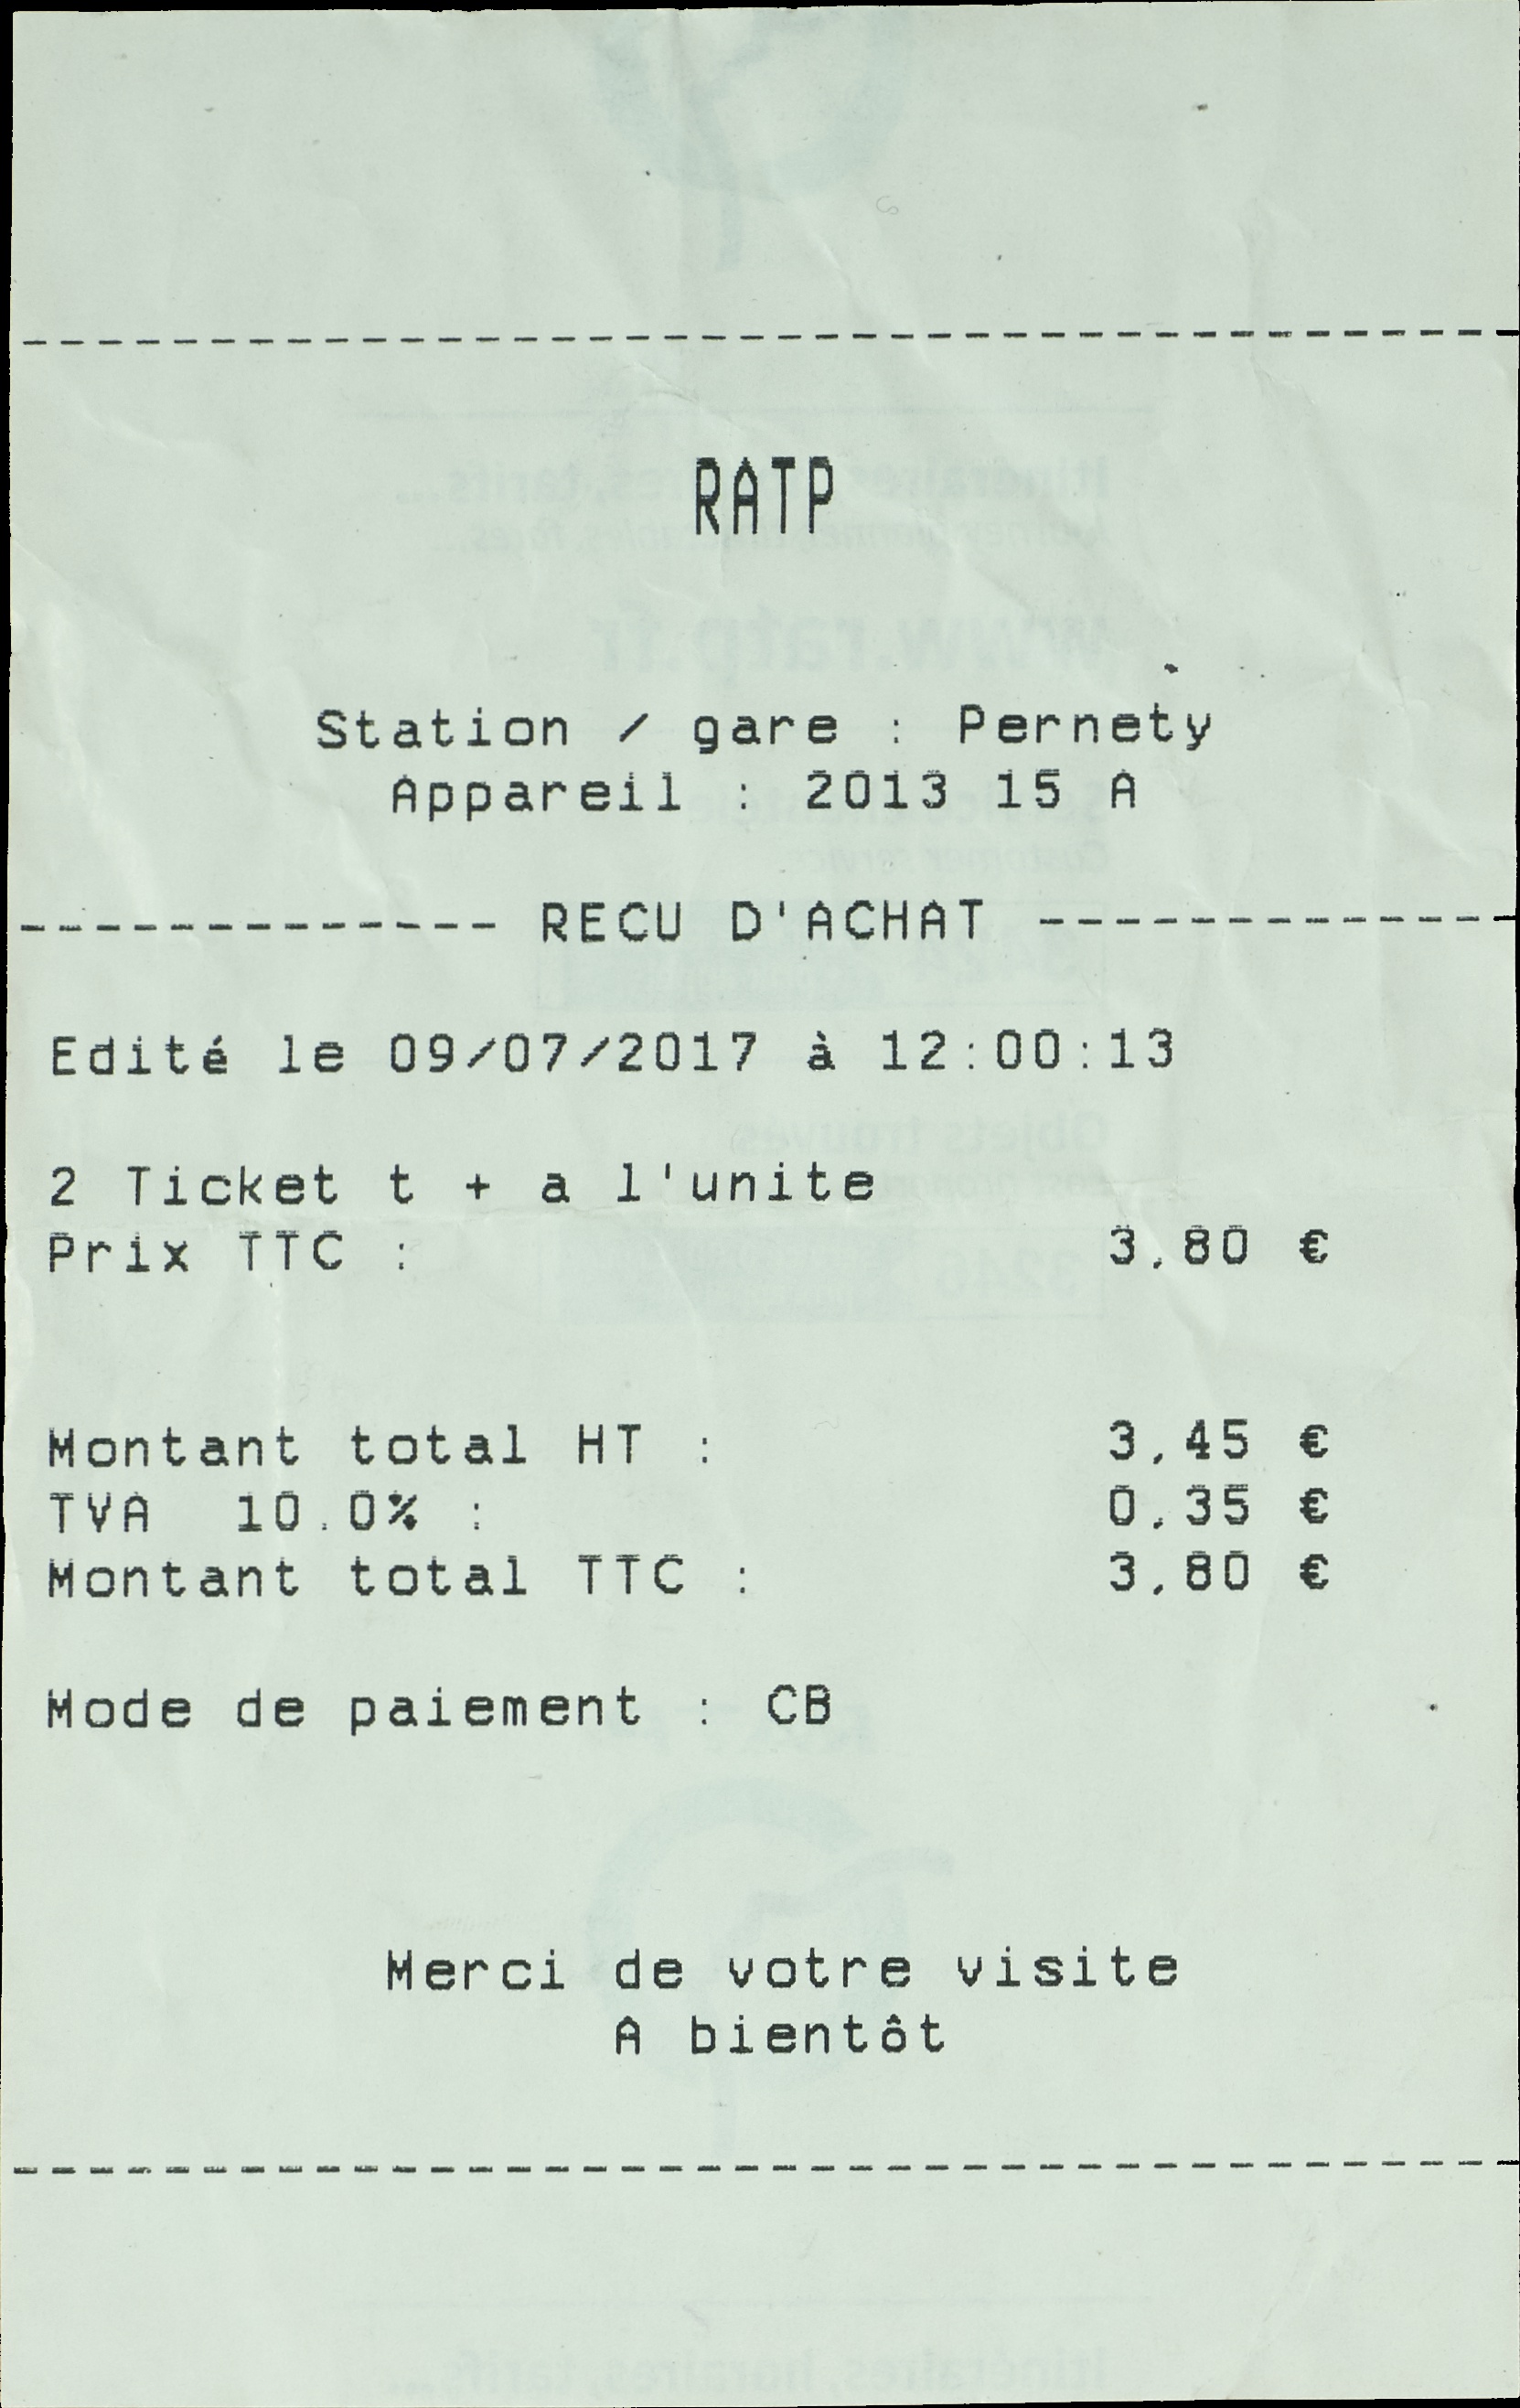 RATP
Station / gare : Pernety
Appareil : 2013 15 A
------------- RECU D'ACHAT -------------
Edité le 09/07/2017 à 12:00:13
2 Ticket t + a l'unite
Prix TTC : 3,80 €
Montant total HT : 3,45 €
TVA 10.0% : 0,35 €
Montant total TTC : 3,80 €
Mode de paiement : CB
Merci de votre visite
A bientôt